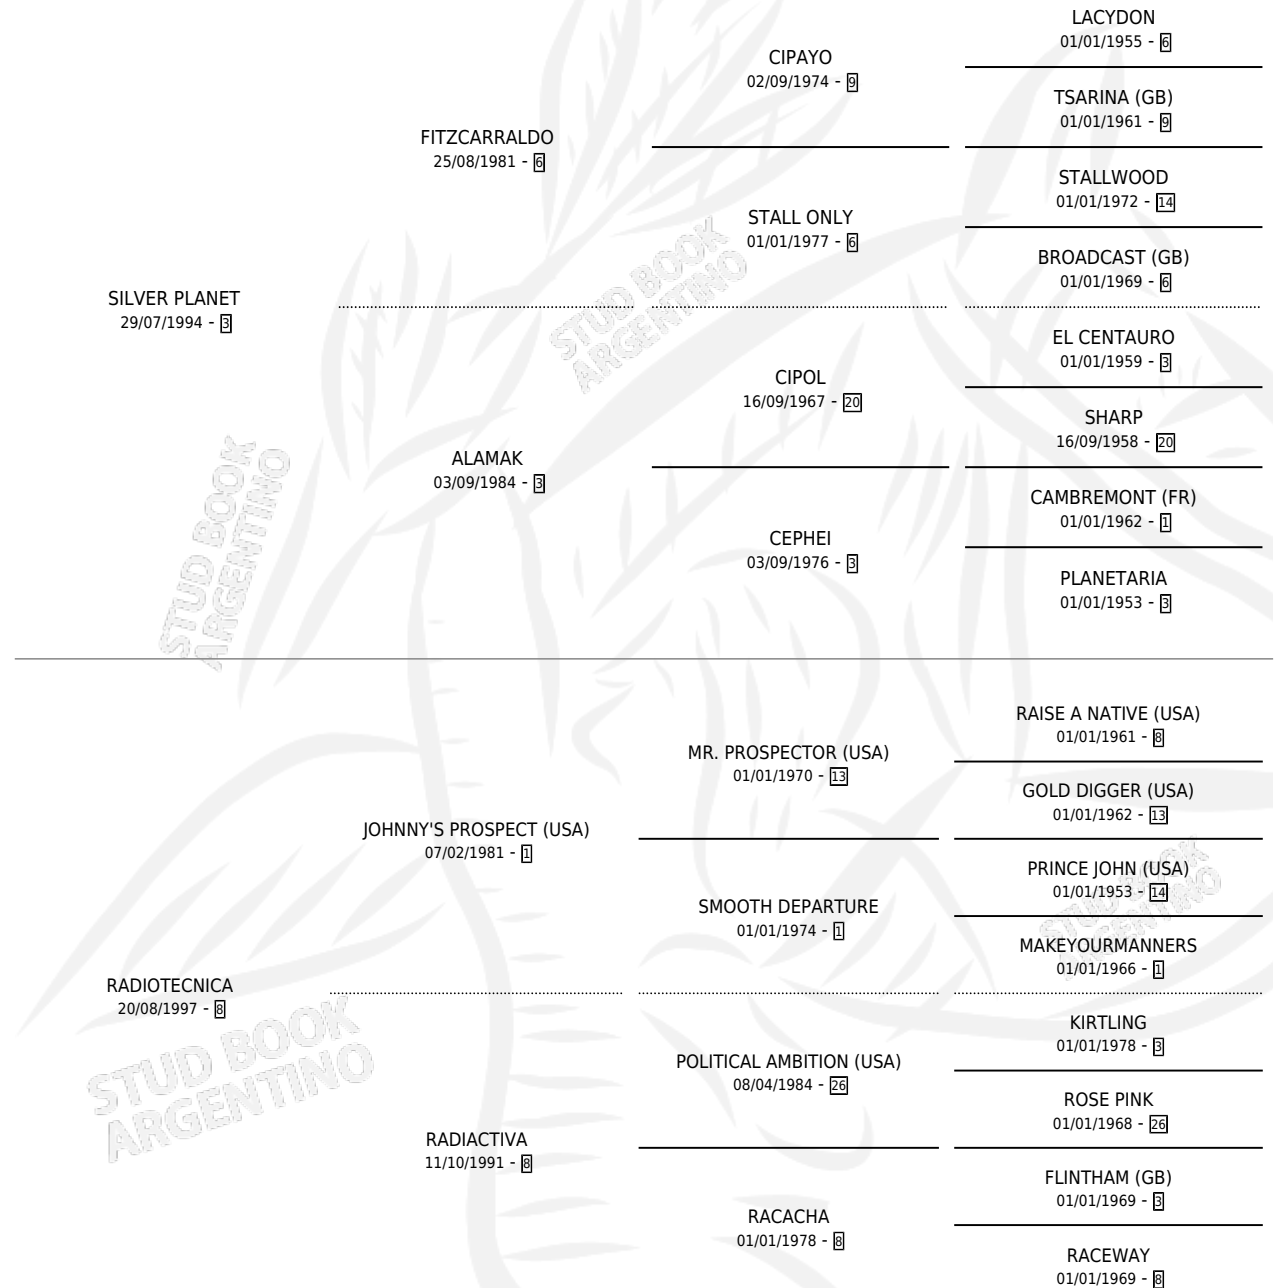 LACYDON
01/01/1955 - 6
CIPAYO
02/09/1974 - 9
TSARINA (GB)
01/01/1961 - 9
FITZCARRALDO
25/08/1981 - 6
STALLWOOD
01/01/1972 - 14
STALL ONLY
01/01/1977 - 6
BROADCAST (GB)
01/01/1969 - 6
SILVER PLANET
29/07/1994 - 3
STUD BOOK
ARGENTINO
EL CENTAURO
01/01/1959 - 3
CIPOL
16/09/1967 - 20
SHARP
16/09/1958 - 20
ALAMAK
03/09/1984 - 3
CAMBREMONT (FR)
01/01/1962 - 1
CEPHEI
03/09/1976 - 3
PLANETARIA
01/01/1953 - 3
STUD BOOK
ARGENTINO
RAISE A NATIVE (USA)
01/01/1961 - 8
MR. PROSPECTOR (USA)
01/01/1970 - 13
GOLD DIGGER (USA)
01/01/1962 - 13
JOHNNY'S PROSPECT (USA)
07/02/1981 - 1
PRINCE JOHN (USA)
01/01/1953 - 14
SMOOTH DEPARTURE
01/01/1974 - 1
STUD BOOK
ARGENTINO
MAKEYOURMANNERS
01/01/1966 - 1
RADIOTECNICA
20/08/1997 - 8
KIRTLING
01/01/1978 - 3
POLITICAL AMBITION (USA)
08/04/1984 - 26
STUD BOOK
ARGENTINO
ROSE PINK
01/01/1968 - 26
RADIACTIVA
11/10/1991 - 8
FLINTHAM (GB)
01/01/1969 - 3
RACACHA
01/01/1978 - 8
RACEWAY
01/01/1969 - 8